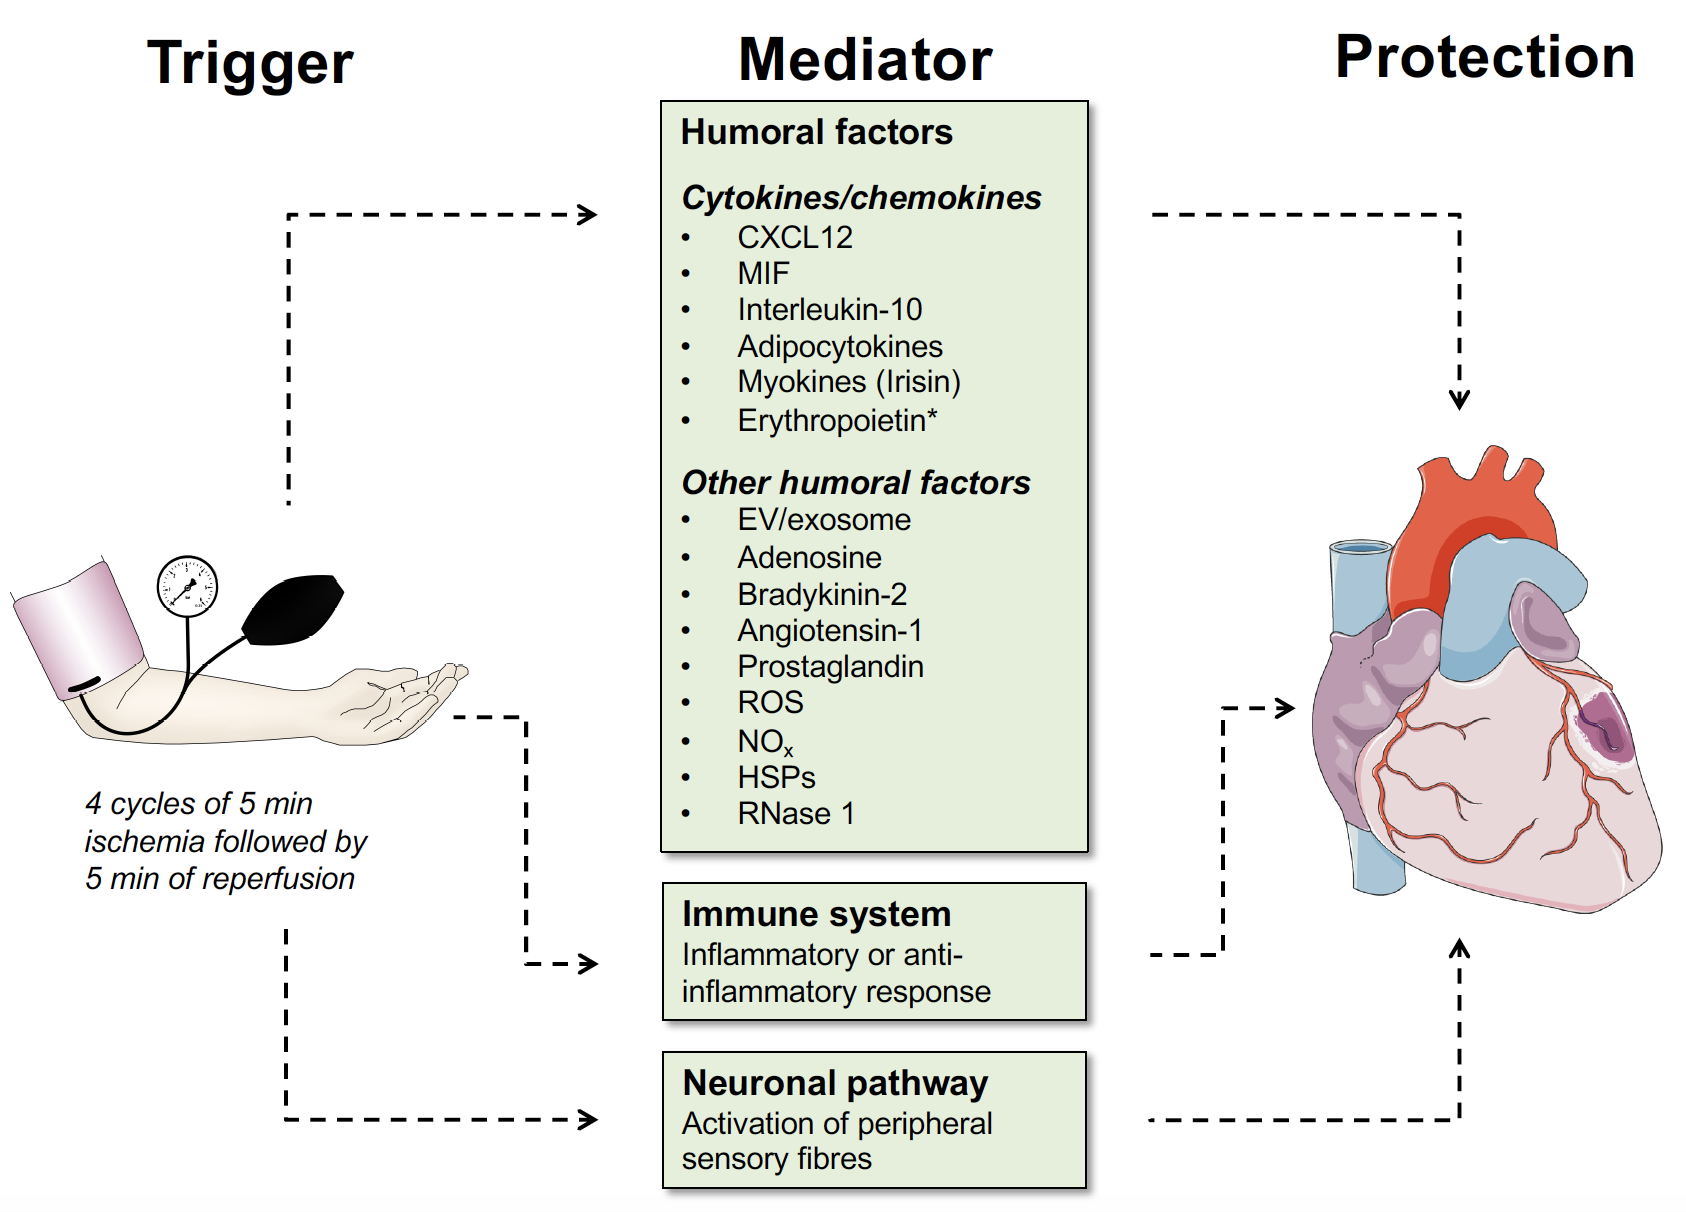 Trigger
Mediator
Protection
Humoral factors
Cytokines/chemokines
• CXCL12
• MIF
• Interleukin-10
• Adipocytokines
• Myokines (Irisin)
• Erythropoietin*
Other humoral factors
• EV/exosome
• Adenosine
• Bradykinin-2
• Angiotensin-1
• Prostaglandin
• ROS
• NOₓ
• HSPs
• RNase 1
4 cycles of 5 min
ischemia followed by
5 min of reperfusion
Immune system
Inflammatory or anti-
inflammatory response
Neuronal pathway
Activation of peripheral
sensory fibres